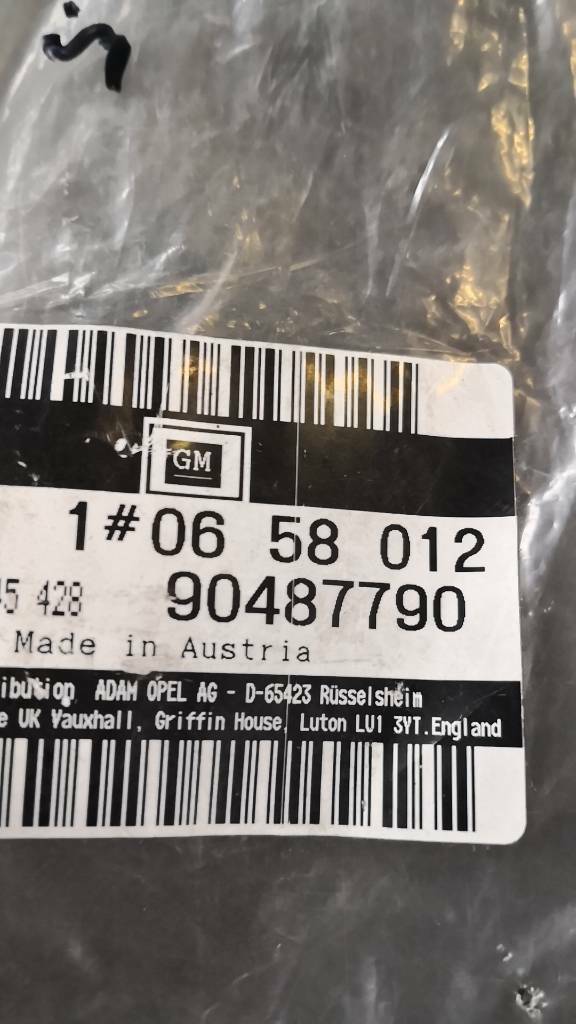 GM
1#06 58 012
428 90487790
Made in Austria
ADAM OPEL AG - D-65423 Rüsselsheim
UK Vauxhall, Griffin House, Luton LU1 3YT.England